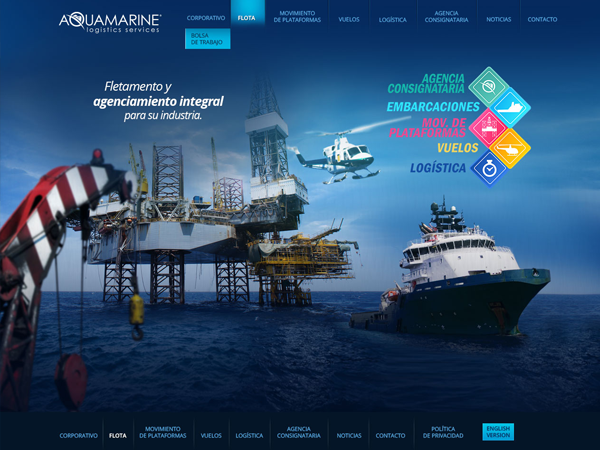 AQUAMARINE
logistics services
CORPORATIVO
FLOTA
MOVIMIENTO
DE PLATAFORMAS
VUELOS
LOGÍSTICA
AGENCIA
CONSIGNATARIA
NOTICIAS
CONTACTO
BOLSA
DE TRABAJO
Fletamento y
agenciamiento integral
para su industria.
AGENCIA
CONSIGNATARIA
EMBARCACIONES
MOV. DE
PLATAFORMAS
VUELOS
LOGÍSTICA
CORPORATIVO
FLOTA
MOVIMIENTO
DE PLATAFORMAS
VUELOS
LOGÍSTICA
AGENCIA
CONSIGNATARIA
NOTICIAS
CONTACTO
POLÍTICA
DE PRIVACIDAD
ENGLISH
VERSION